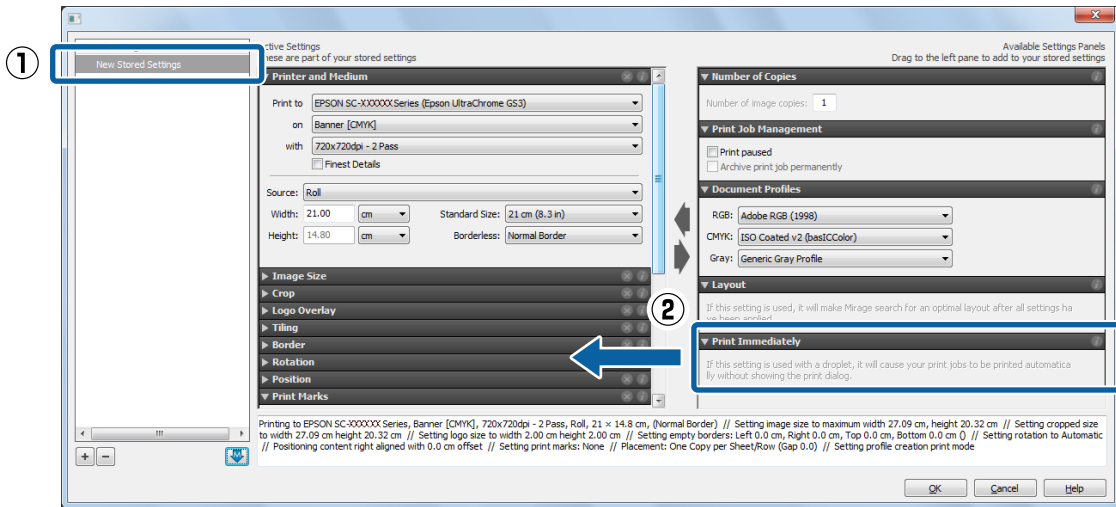 ①
New Stored Settings
ctive Settings
hese are part of your stored settings
Available Settings Panels
Drag to the left pane to add to your stored settings
Printer and Medium
Print to EPSON SC-XXXXXX Series (Epson UltraChrome GS3)
on Banner [CMYK]
with 720x720dpi - 2 Pass
Finest Details
Source: Roll
Width: 21.00 cm Standard Size: 21 cm (8.3 in)
Height: 14.80 cm Borderless: Normal Border
Image Size
Crop
Logo Overlay
Tiling
Border
Rotation
Position
Print Marks
②
Number of Copies
Number of image copies: 1
Print Job Management
Print paused
Archive print job permanently
Document Profiles
RGB: Adobe RGB (1998)
CMYK: ISO Coated v2 (basICColor)
Gray: Generic Gray Profile
Layout
If this setting is used, it will make Mirage search for an optimal layout after all settings ha
ve been applied.
Print Immediately
If this setting is used with a droplet, it will cause your print jobs to be printed automatica
lly without showing the print dialog.
Printing to EPSON SC-XXXXXX Series, Banner [CMYK], 720x720dpi - 2 Pass, Roll, 21 × 14.8 cm, (Normal Border) // Setting image size to maximum width 27.09 cm, height 20.32 cm // Setting cropped size
to width 27.09 cm height 20.32 cm // Setting logo size to width 2.00 cm height 2.00 cm // Setting empty borders: Left 0.0 cm, Right 0.0 cm, Top 0.0 cm, Bottom 0.0 cm () // Setting rotation to Automatic
// Positioning content right aligned with 0.0 cm offset // Setting print marks: None // Placement: One Copy per Sheet/Row (Gap 0.0) // Setting profile creation print mode
OK Cancel Help